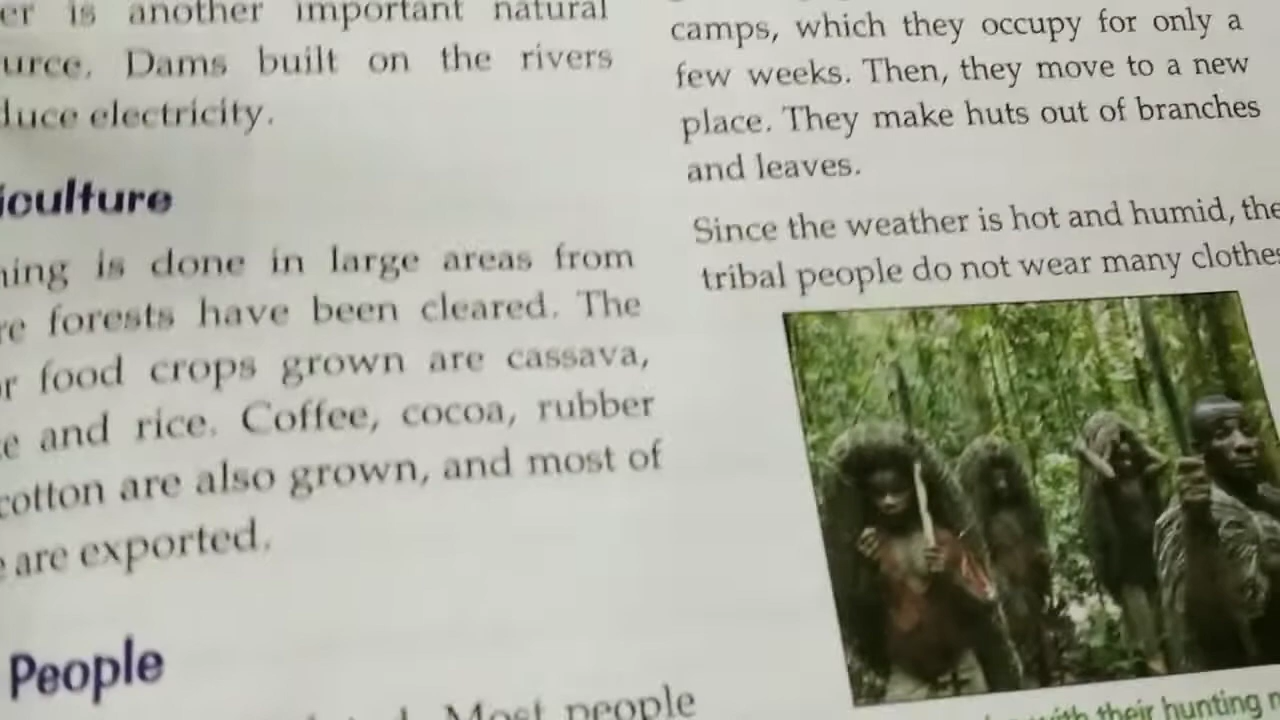 er is another important natural
urce. Dams built on the rivers
duce electricity.
iculture
ning is done in large areas from
re forests have been cleared. The
or food crops grown are cassava,
e and rice. Coffee, cocoa, rubber
cotton are also grown, and most of
e are exported.
People
Most people
camps, which they occupy for only a
few weeks. Then, they move to a new
place. They make huts out of branches
and leaves.
Since the weather is hot and humid, the
tribal people do not wear many clothes
with their hunting